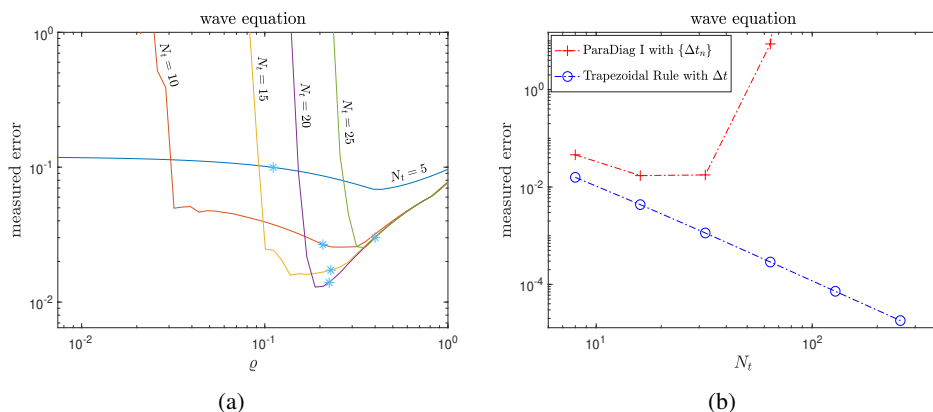 wave equation
10^0
10^-1
10^-2
measured error
N_t = 10
N_t = 15
N_t = 20
N_t = 25
N_t = 5
10^-2
10^-1
10^0
ϱ
(a)
wave equation
ParaDiag I with {Δt_n}
Trapezoidal Rule with Δt
10^0
10^-2
10^-4
measured error
10^1
10^2
N_t
(b)